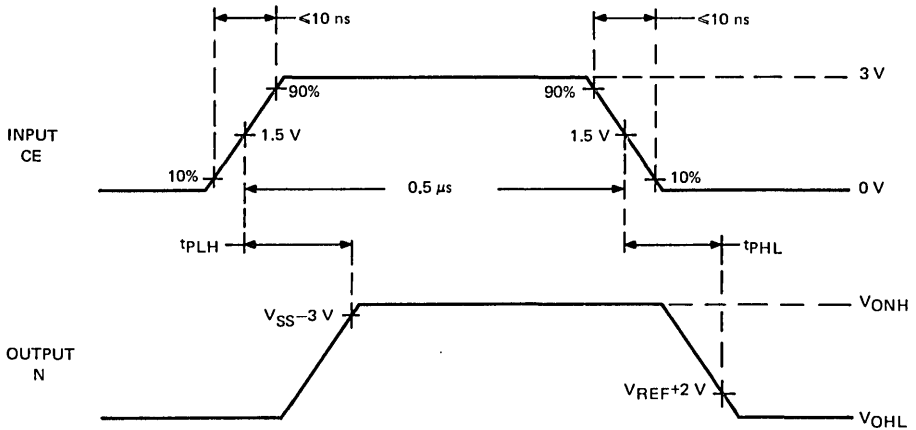 ≤10 ns
≤10 ns
3 V
90%
90%
INPUT
CE
1.5 V
1.5 V
10%
10%
0 V
0.5 μs
tPLH
tPHL
VONH
VSS−3 V
OUTPUT
N
VREF+2 V
VOHL